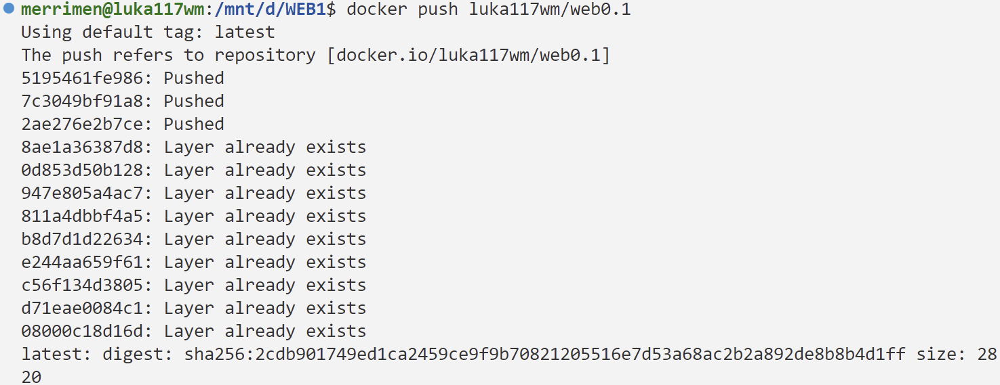 merrimen@luka117wm:/mnt/d/WEB1$ docker push luka117wm/web0.1
Using default tag: latest
The push refers to repository [docker.io/luka117wm/web0.1]
5195461fe986: Pushed
7c3049bf91a8: Pushed
2ae276e2b7ce: Pushed
8ae1a36387d8: Layer already exists
0d853d50b128: Layer already exists
947e805a4ac7: Layer already exists
811a4dbbf4a5: Layer already exists
b8d7d1d22634: Layer already exists
e244aa659f61: Layer already exists
c56f134d3805: Layer already exists
d71eae0084c1: Layer already exists
08000c18d16d: Layer already exists
latest: digest: sha256:2cdb901749ed1ca2459ce9f9b70821205516e7d53a68ac2b2a892de8b8b4d1ff size: 28
20